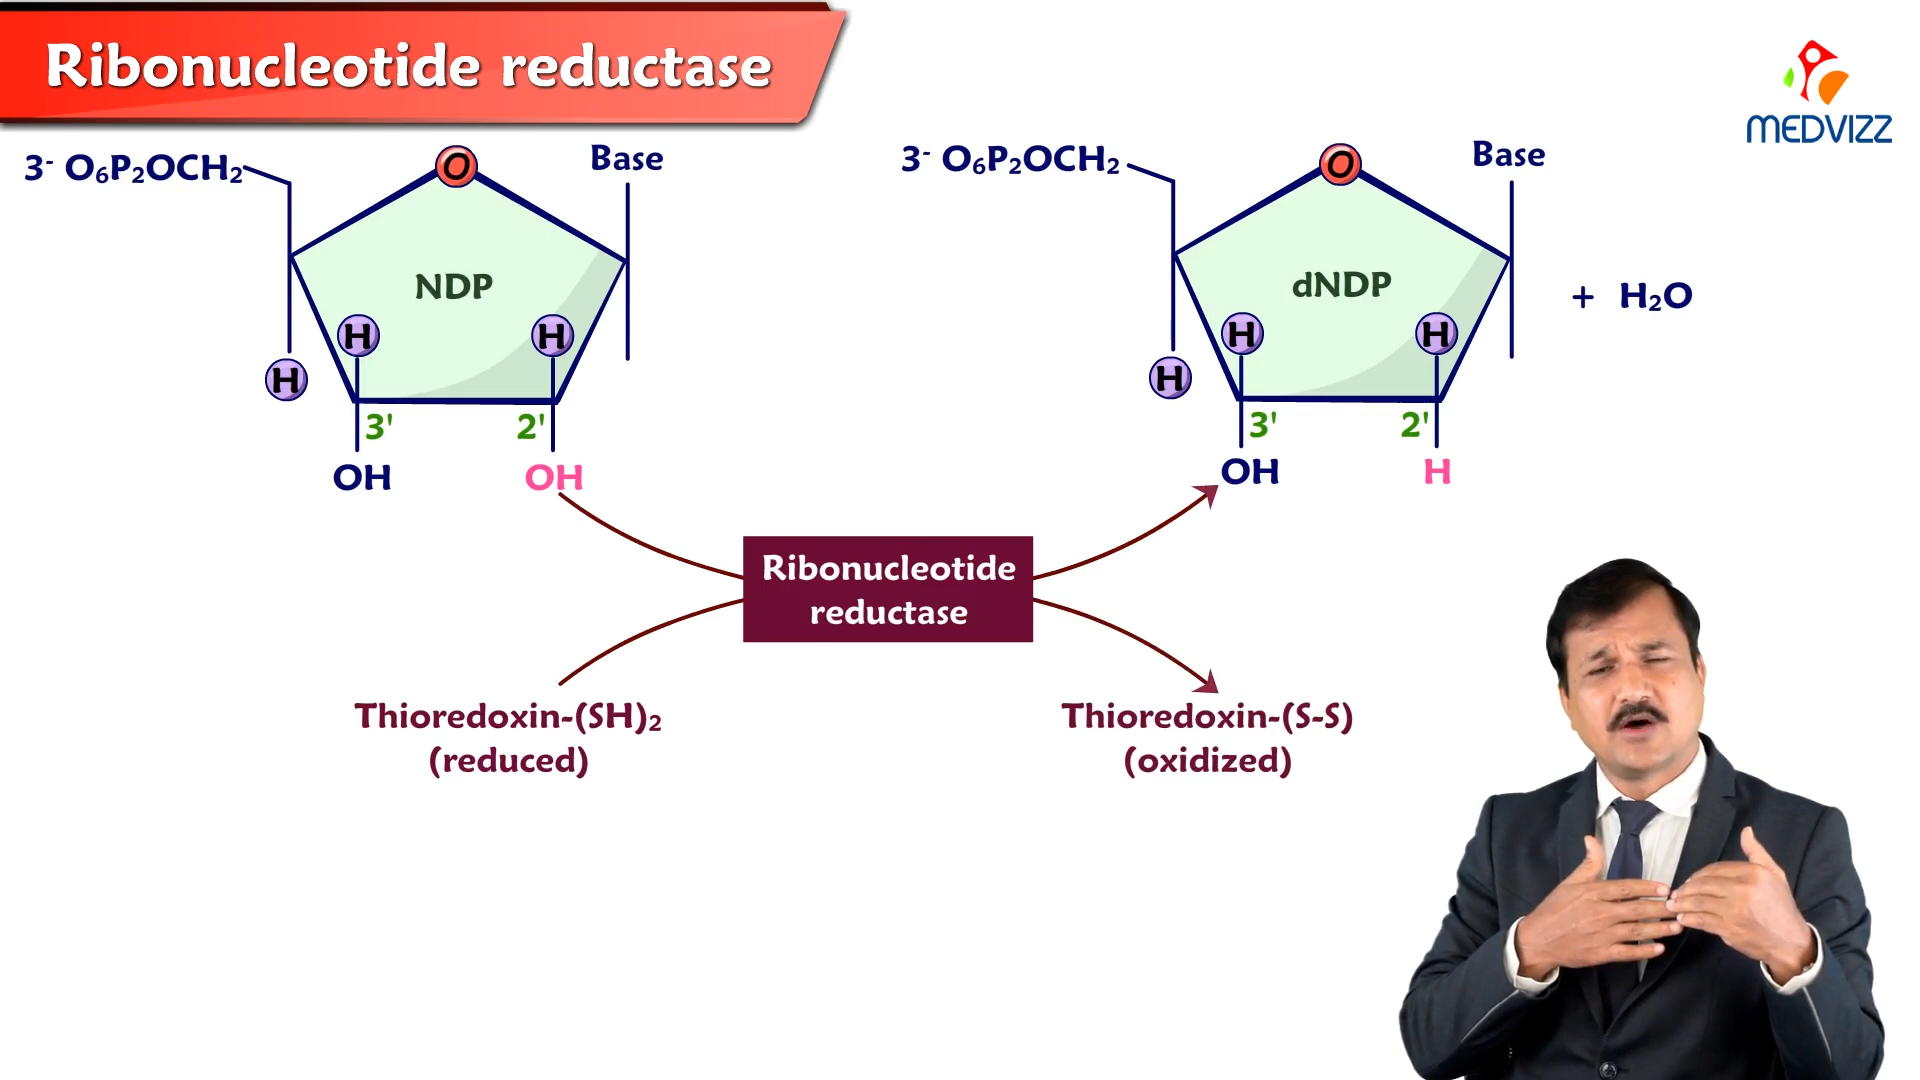 Ribonucleotide reductase
MEDVIZZ
3- O6P2OCH2
O
Base
NDP
H
H
H
3'
2'
OH
OH
3- O6P2OCH2
O
Base
dNDP
+ H2O
H
H
H
3'
2'
OH
H
Ribonucleotide
reductase
Thioredoxin-(SH)2
(reduced)
Thioredoxin-(S-S)
(oxidized)